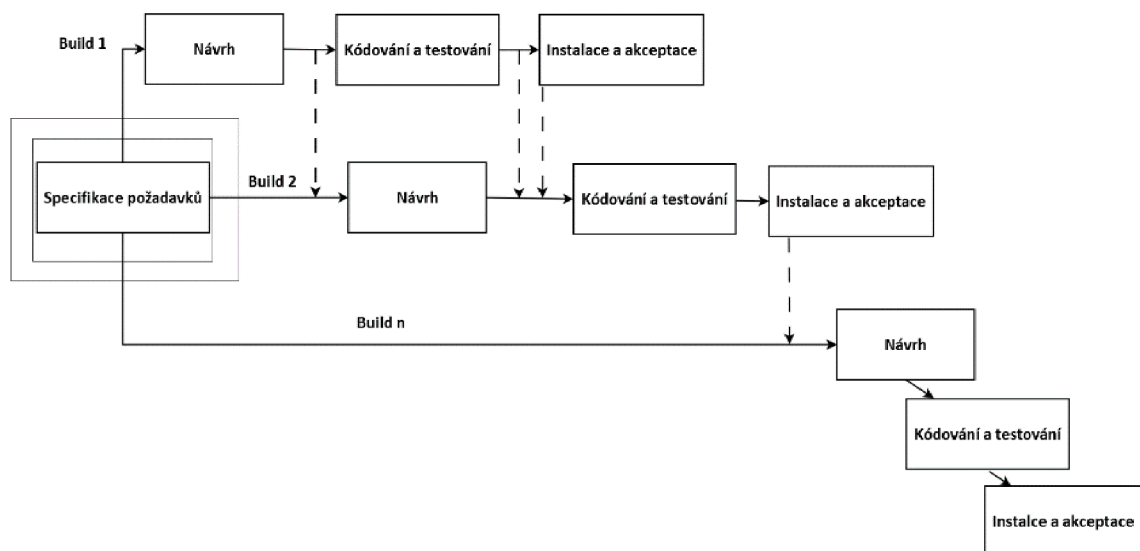 Build 1
Návrh
Kódování a testování
Instalace a akceptace
Specifikace požadavků
Build 2
Návrh
Kódování a testování
Instalace a akceptace
Build n
Návrh
Kódování a testování
Instalce a akceptace